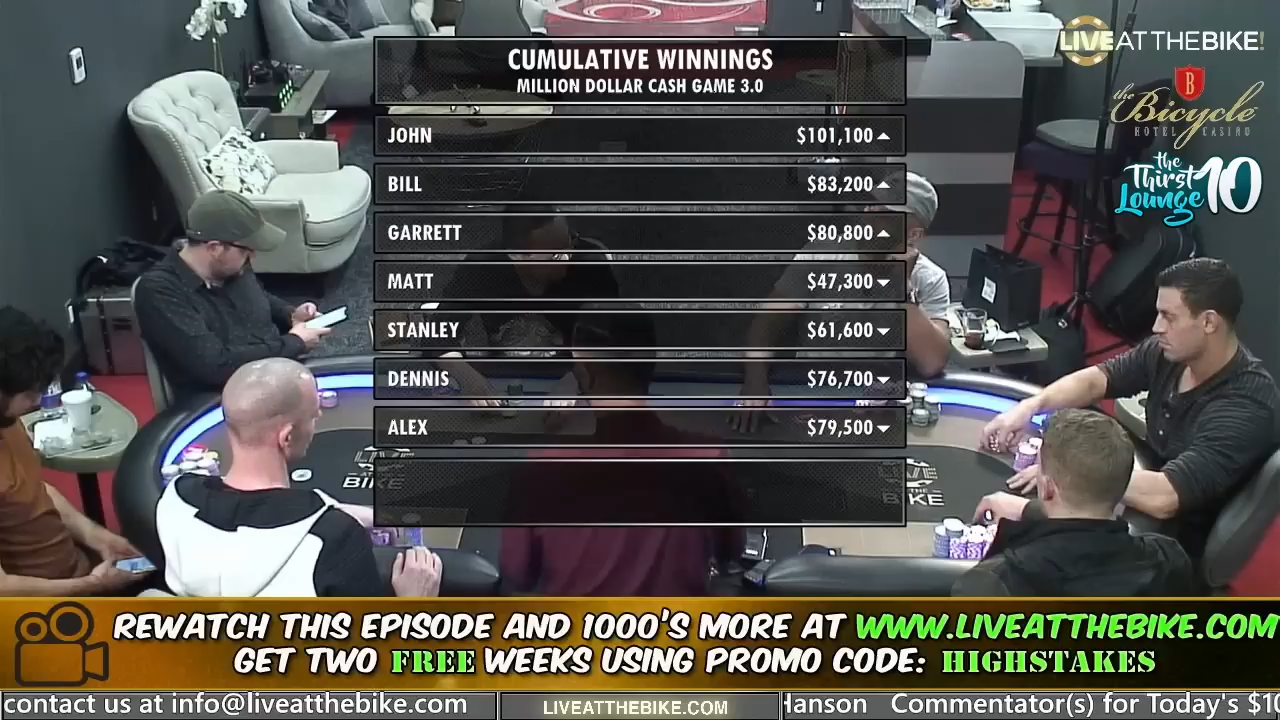 CUMULATIVE WINNINGS
MILLION DOLLAR CASH GAME 3.0
JOHN $101,100
BILL $83,200
GARRETT $80,800
MATT $47,300
STANLEY $61,600
DENNIS $76,700
ALEX $79,500
LIVEATTHEBIKE!
B
the Bicycle
HOTEL CASINO
the
Thirst
Lounge 10
LIVE
AT
BIKE
LIVE
THE
BIKE
REWATCH THIS EPISODE AND 1000'S MORE AT WWW.LIVEATTHEBIKE.COM
GET TWO FREE WEEKS USING PROMO CODE: HIGHSTAKES
contact us at info@liveatthebike.com
LIVEATTHEBIKE.COM
Hanson Commentator(s) for Today's